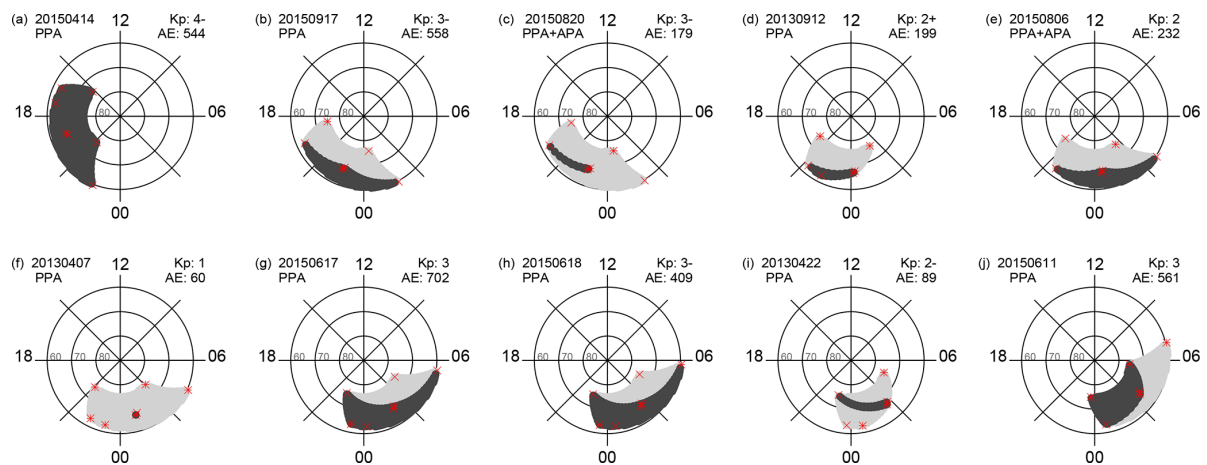 (a) 20150414 12 Kp: 4-
PPA AE: 544
18 60 70 80 06
00
(b) 20150917 12 Kp: 3-
PPA AE: 558
18 60 70 80 06
00
(c) 20150820 12 Kp: 3-
PPA+APA AE: 179
18 60 70 80 06
00
(d) 20130912 12 Kp: 2+
PPA AE: 199
18 60 70 80 06
00
(e) 20150806 12 Kp: 2
PPA+APA AE: 232
18 60 70 80 06
00
(f) 20130407 12 Kp: 1
PPA AE: 60
18 60 70 80 06
00
(g) 20150617 12 Kp: 3
PPA AE: 702
18 60 70 80 06
00
(h) 20150618 12 Kp: 3-
PPA AE: 409
18 60 70 80 06
00
(i) 20130422 12 Kp: 2-
PPA AE: 89
18 60 70 80 06
00
(j) 20150611 12 Kp: 3
PPA AE: 561
18 60 70 80 06
00